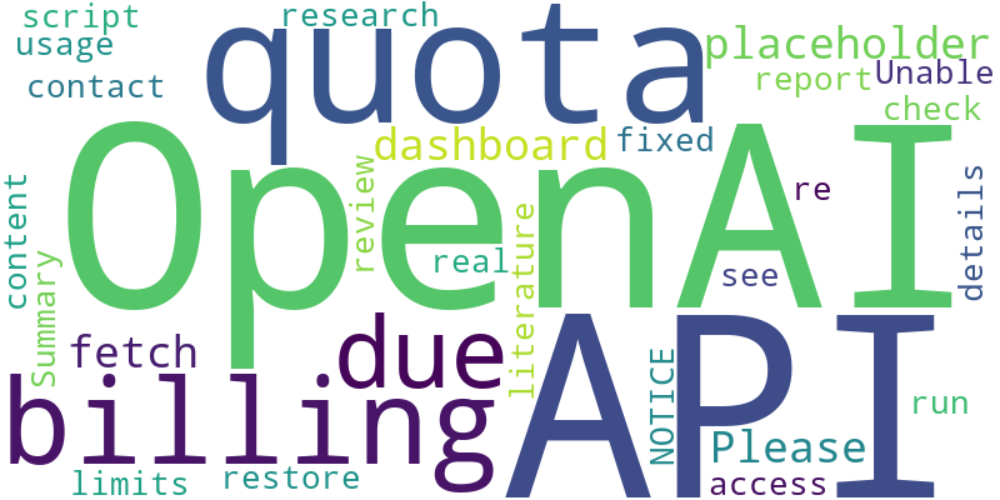 script
research
quota
usage
placeholder
contact
report
Unable
check
dashboard
fixed
OpenAI
review
re
content
literature
details
real
see
Summary
fetch
due
billing
API
NOTICE
run
Please
limits
restore
access